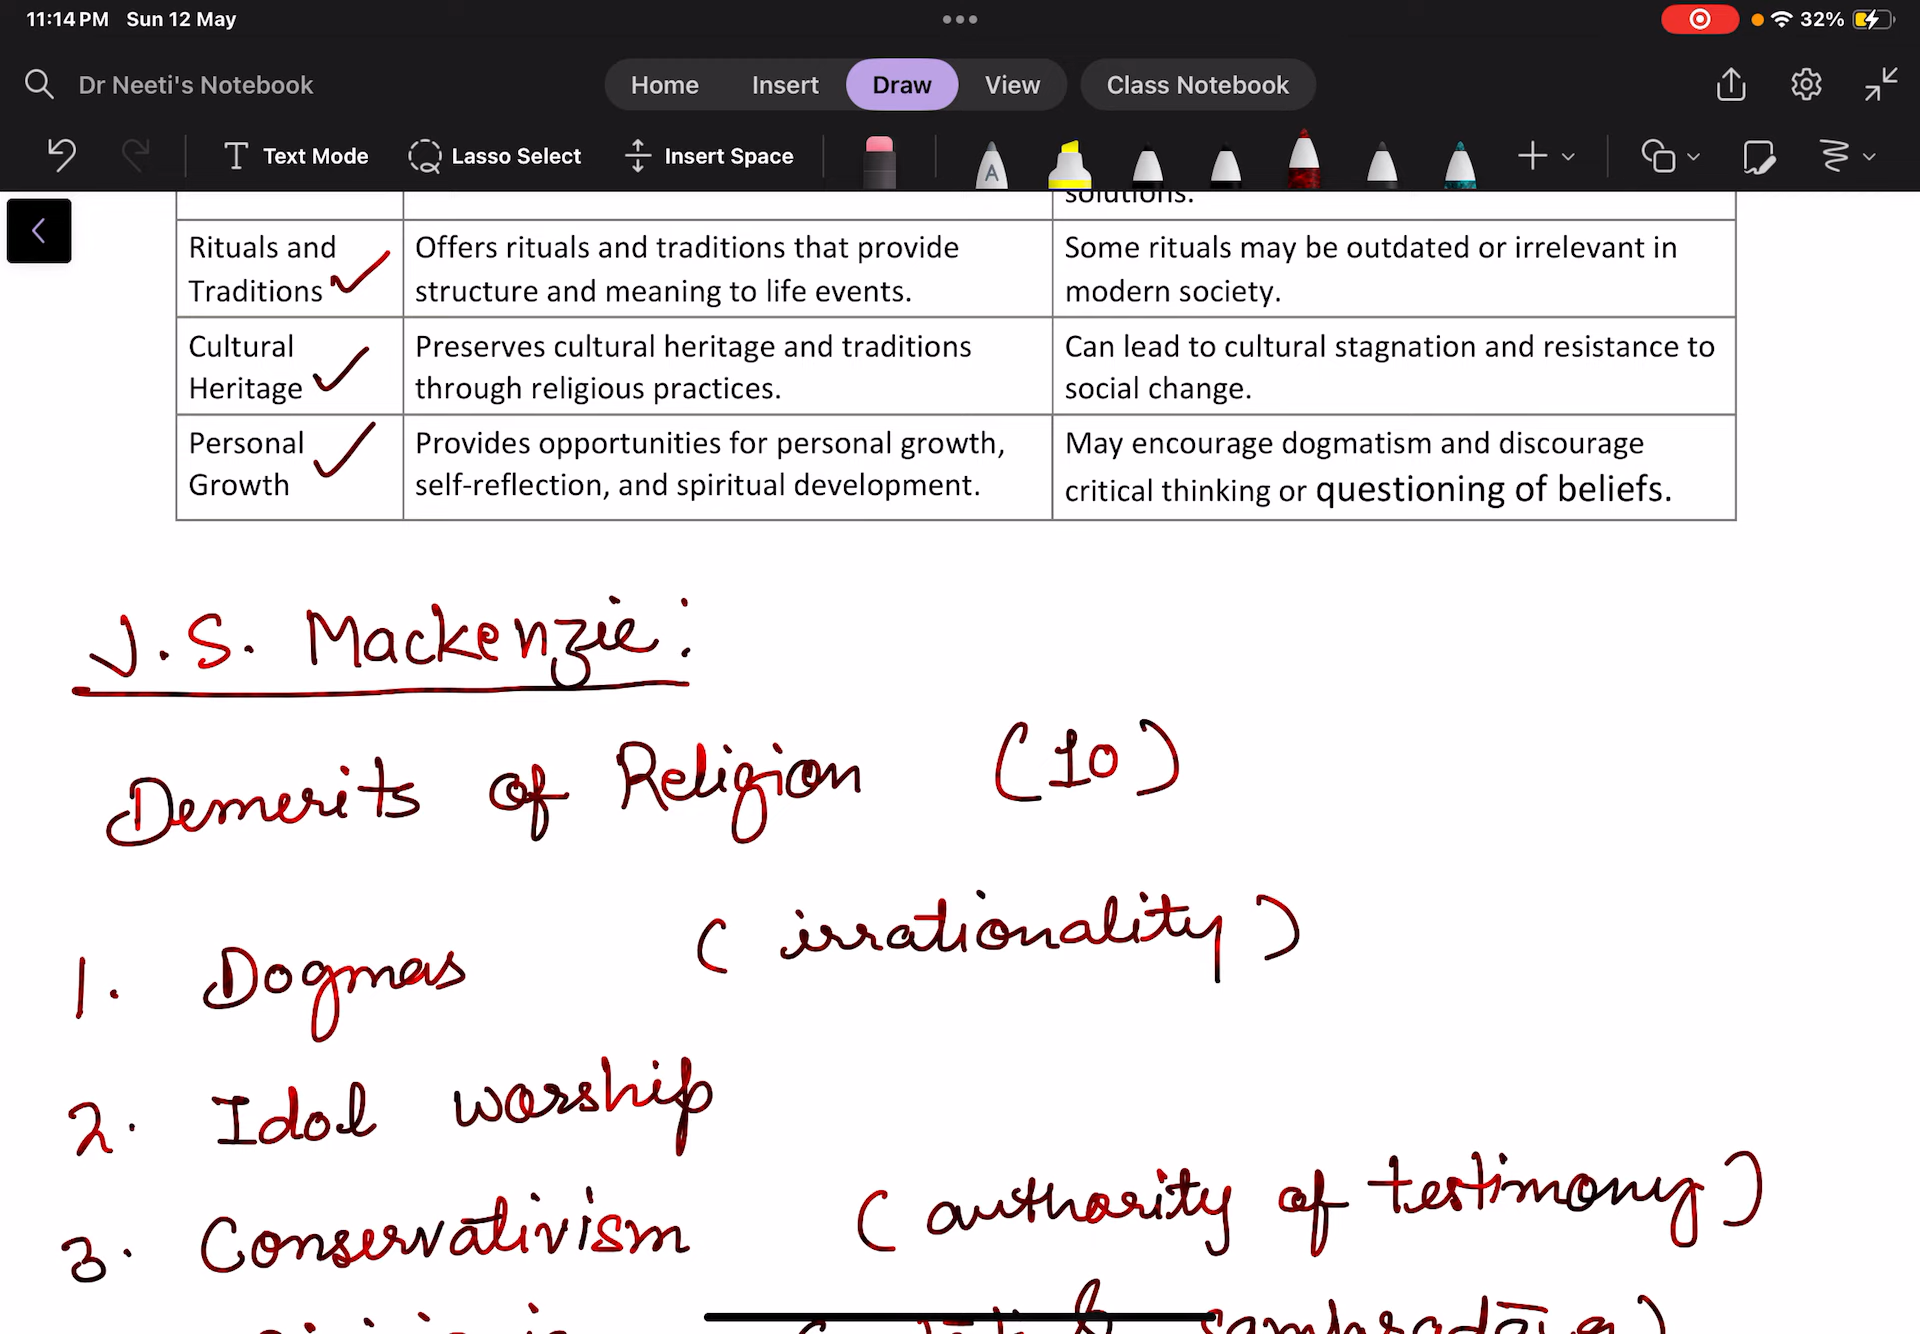 11:14 PM Sun 12 May
32%
Dr Neeti's Notebook
Home Insert Draw View Class Notebook
Text Mode Lasso Select Insert Space
A
solutions.
Rituals and Traditions
Offers rituals and traditions that provide
structure and meaning to life events.
Some rituals may be outdated or irrelevant in
modern society.
Cultural Heritage
Preserves cultural heritage and traditions
through religious practices.
Can lead to cultural stagnation and resistance to
social change.
Personal Growth
Provides opportunities for personal growth,
self-reflection, and spiritual development.
May encourage dogmatism and discourage
critical thinking or questioning of beliefs.
J.S. Mackenzie:
Demerits of Religion (10)
1. Dogmas (irrationality)
2. Idol worship
3. Conservativism (authority of testimony)
sampradāya)